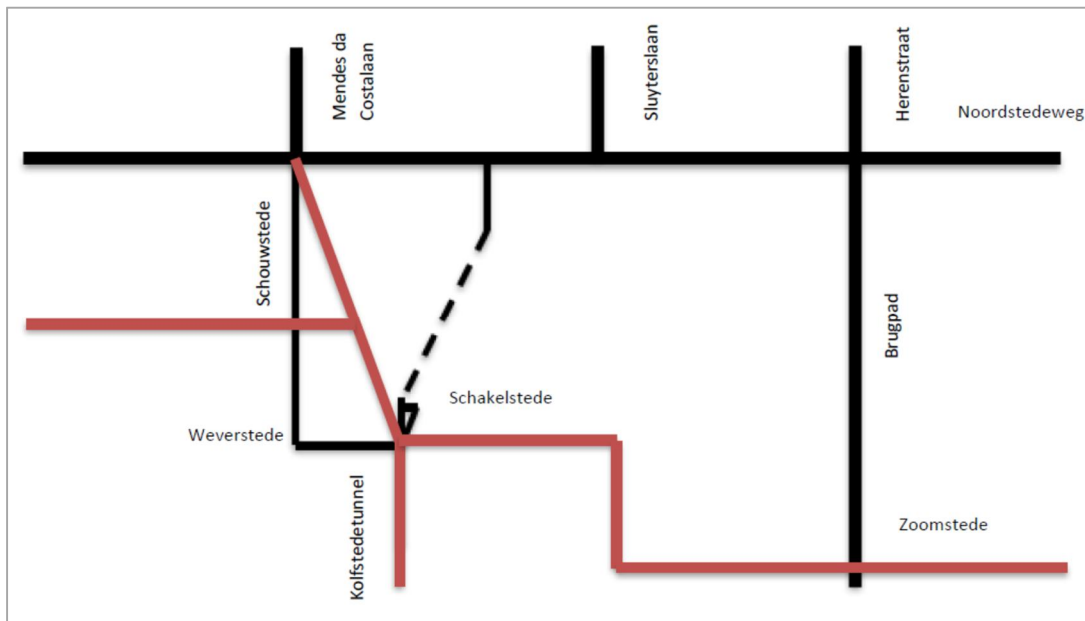 Mendes da
Costalaan
Sluyterslaan
Herenstraat
Noordstedeweg
Schouwstede
Brugpad
Schakelstede
Weverstede
Kolfstedetunnel
Zoomstede